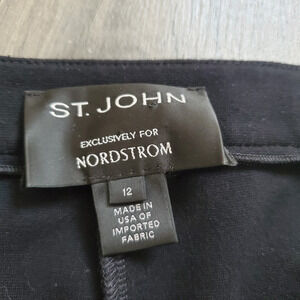 ST. JOHN
EXCLUSIVELY FOR
NORDSTROM
12
MADE IN
USA OF
IMPORTED
FABRIC